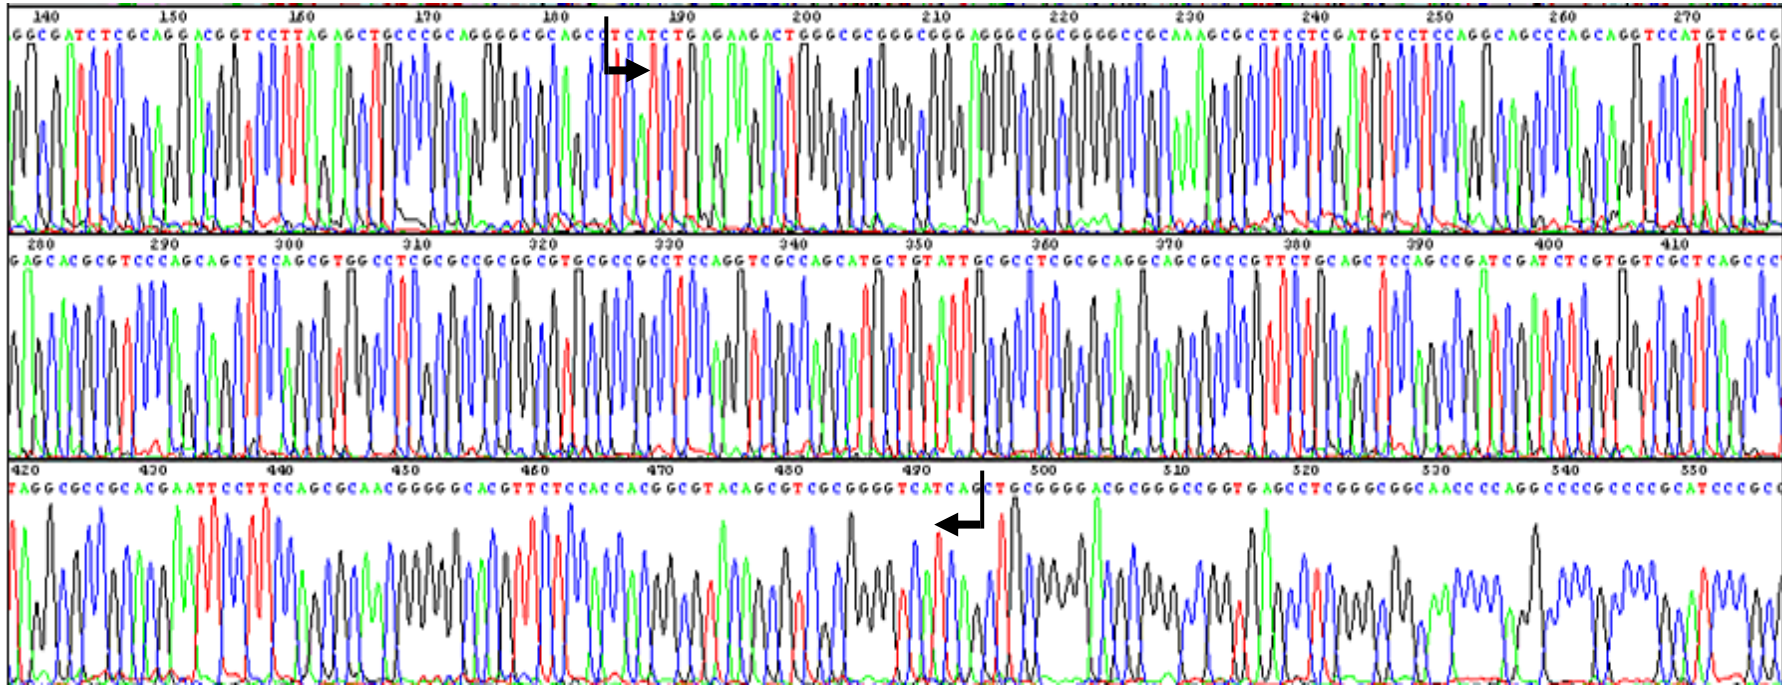 140 150 160 170 180 190 200 210 220 230 240 250 260 270
GGCGATCTCGCAGGACGGTCCTTAGAGCTGCCCGCAGGGGCGCAGCCTCATCTGAGAAGACTGGGCGCGGGCGGGAGGGCGGCGGGGCCGCAAAGCGCCTCCTCGATGTCCTCCAGGCAGCCCAGCAGGTCCATGTCGCG
280 290 300 310 320 330 340 350 360 370 380 390 400 410
GAGCACGCGTCCCAGCAGCTCCAGCGTGGCCTCGCGCCGCGGCGTGCGCCGCCTCCAGGTCGCCAGCATGCTGTATTGCGCCTCGCGCAGGCAGCGCCCGTTCTGCAGCTCCAGCCGATCGATCTCGTGGTCGCTCAGCCC
420 430 440 450 460 470 480 490 500 510 520 530 540 550
TAGGCGCCGCACGAATTCCTTCCAGCGCAACGGGGGCACGTTCTCCACCACGGCGTACAGCGTCGCGGGGTCATCAGCTGCGGGGACGCGGGCCGGTGAGCCTCGGGCGGCAACCCCAGGCCCCGCCCCGCATCCCGC